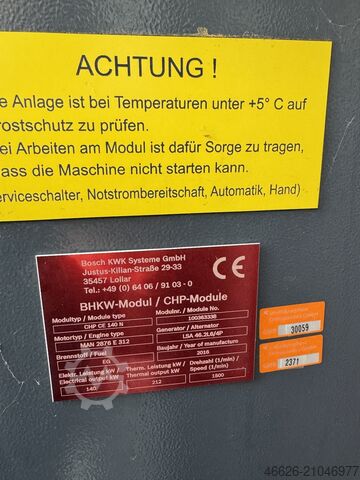 ACHTUNG !
e Anlage ist bei Temperaturen unter +5° C auf
rostschutz zu prüfen.
ei Arbeiten am Modul ist dafür Sorge zu tragen,
ass die Maschine nicht starten kann.
erviceschalter, Notstrombereitschaft, Automatik, Hand)
Bosch KWK Systeme GmbH
Justus-Kilian-Straße 29-33
35457 Lollar
Tel.: +49 (0) 64 06 / 91 03 - 0
CE
BHKW-Modul / CHP-Module
Modultyp / Module type Modulnr. / Module No.
CHP CE 140 N 100363330
Motortyp / Engine type Generator / Alternator
MAN 2876 E 312 LSA 46.2L6/4P
Brennstoff / Fuel Baujahr / Year of manufacture
EG 2016
Elektr. Leistung kW / Therm. Leistung kW / Drehzahl (1/min) /
Electrical output kW Thermal output kW Speed (1/min)
140 212 1500
30059
2371
46626-21046977